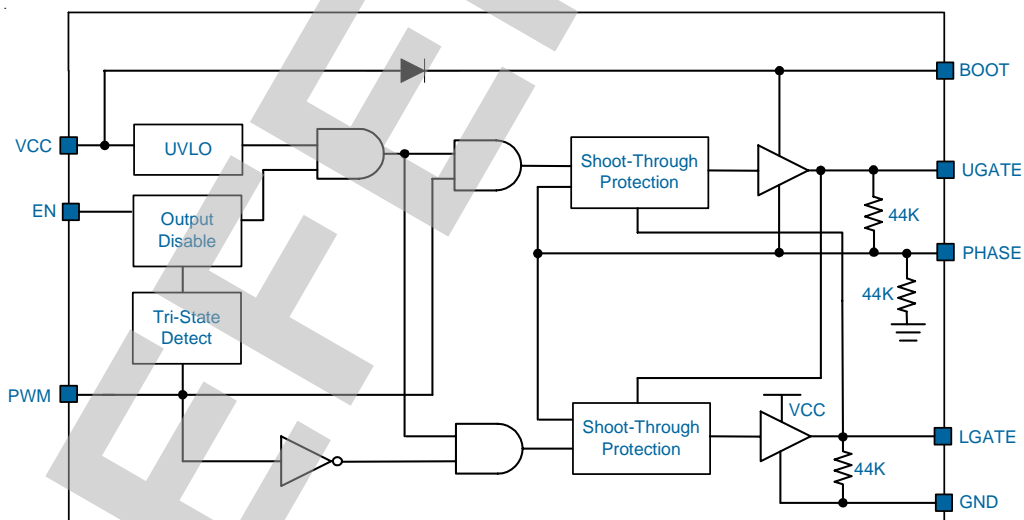 BOOT
VCC
UVLO
Shoot-Through
Protection
UGATE
EN
Output
Disable
44K
PHASE
44K
Tri-State
Detect
PWM
VCC
Shoot-Through
Protection
LGATE
44K
GND